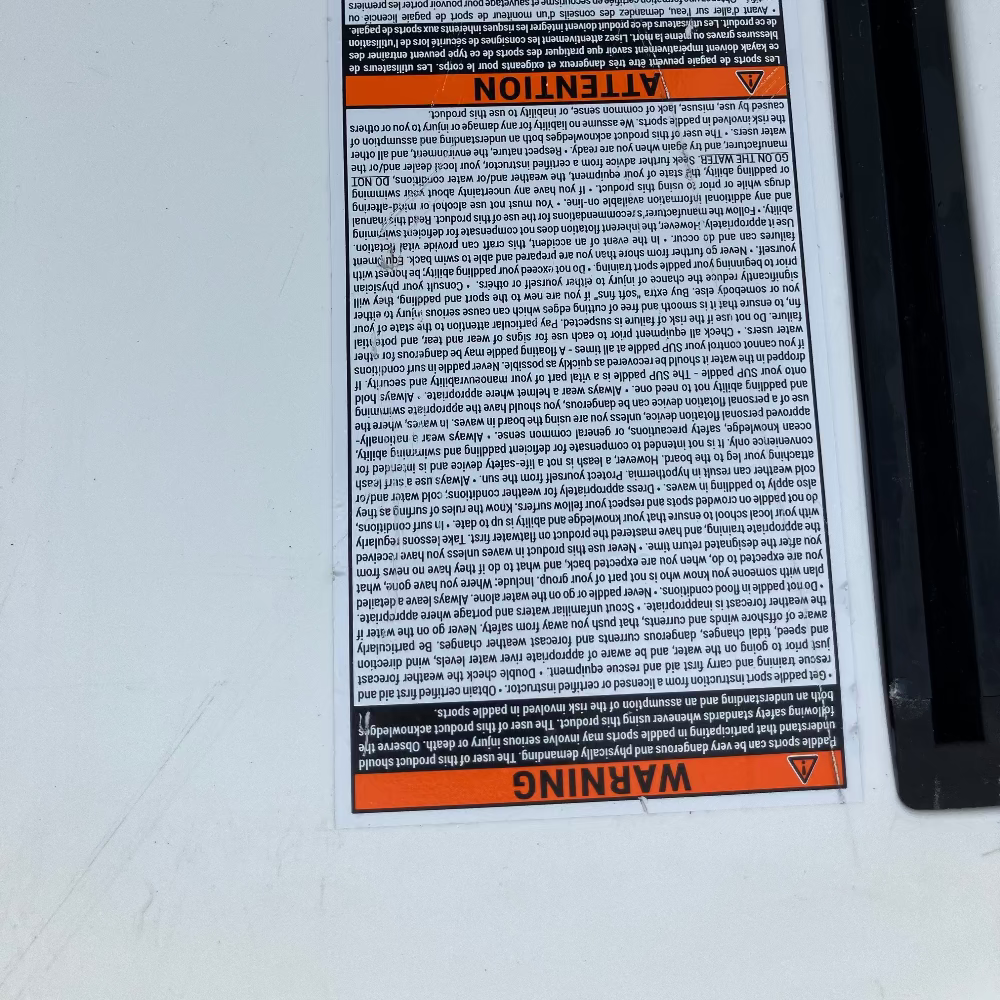 WARNING
Paddle sports can be very dangerous and physically demanding. The user of this product should
understand that participating in paddle sports may involve serious injury or death. Observe the
following safety standards whenever using this product. The user of this product acknowledges
both an understanding and an assumption of the risk involved in paddle sports.
• Get paddle sport instruction from a licensed or certified instructor. • Obtain certified first aid and
rescue training and carry first aid and rescue equipment. • Double check the weather forecast
just prior to going on the water, and be aware of appropriate river water levels, wind direction
and speed, tidal changes, dangerous currents and forecast weather changes. Be particularly
aware of offshore winds and currents, that push you away from safety. Never go on the water if
the weather forecast is inappropriate. • Scout unfamiliar waters and portage where appropriate.
• Do not paddle in flood conditions. • Never paddle or go on the water alone. Always leave a detailed
plan with someone you know who is not part of your group. Include: Where you have gone, what
you are expected to do, when you are expected back, and what to do if they have no news from
you after the designated return time. • Never use this product in waves unless you have received
the appropriate training, and have mastered the product on flatwater first. Take lessons regularly
with your local school to ensure that your knowledge and ability is up to date. • In surf conditions,
do not paddle on crowded spots and respect your fellow surfers. Know the rules of surfing as they
also apply to paddling in waves. • Dress appropriately for weather conditions; cold water and/or
cold weather can result in hypothermia. Protect yourself from the sun. • Always use a surf leash
attaching your leg to the board. However, a leash is not a life-safety device and is intended for
convenience only. It is not intended to compensate for deficient paddling and swimming ability,
ocean knowledge, safety precautions, or general common sense. • Always wear a nationally-
approved personal flotation device, unless you are using the board in waves. In waves, where the
use of a personal flotation device can be dangerous, you should have the appropriate swimming
and paddling ability not to need one. • Always wear a helmet where appropriate. • Always hold
onto your SUP paddle - The SUP paddle is a vital part of your manoeuvrability and security. If
dropped in the water it should be recovered as quickly as possible. Never paddle in surf conditions
if you cannot control your SUP paddle at all times - A floating paddle may be dangerous for other
water users. • Check all equipment prior to each use for signs of wear and tear, and potential
failure. Do not use if the risk of failure is suspected. Pay particular attention to the state of your
fin, to ensure that it is smooth and free of cutting edges which can cause serious injury to either
you or somebody else. Buy extra "soft fins" if you are new to the sport and paddling, they will
significantly reduce the chance of injury to either yourself or others. • Consult your physician
prior to beginning your paddle sport training. • Do not exceed your paddling ability; be honest with
yourself. • Never go further from shore than you are prepared and able to swim back. Equipment
failures can and do occur. • In the event of an accident, this craft can provide vital flotation.
Use it appropriately. However, the inherent flotation does not compensate for deficient swimming
ability. • Follow the manufacturer's recommendations for the use of this product. Read this manual
and any additional information available on-line. • You must not use alcohol or mind-altering
drugs while or prior to using this product. • If you have any uncertainty about your swimming
or paddling ability, the state of your equipment, the weather and/or water conditions, DO NOT
GO ON THE WATER. Seek further advice from a certified instructor, your local dealer and/or the
manufacturer, and try again when you are ready. • Respect nature, the environment, and all other
water users. • The user of this product acknowledges both an understanding and assumption of
the risk involved in paddle sports. We assume no liability for any damage or injury to you or others
caused by use, misuse, lack of common sense, or inability to use this product.
ATTENTION
Les sports de pagaie peuvent être très dangereux et exigeants pour le corps. Les utilisateurs de
ce kayak doivent impérativement savoir que pratiquer des sports de ce type peuvent entraîner des
blessures graves ou même la mort. Lisez attentivement les consignes de sécurité lors de l'utilisation
de ce produit. Les utilisateurs de ce produit doivent intégrer les risques inhérents aux sports de pagaie.
• Avant d'aller sur l'eau, demandez des conseils d'un moniteur de sport de pagaie licencié ou
formation certifiée en secourisme et sauvetage pour pouvoir porter les premiers